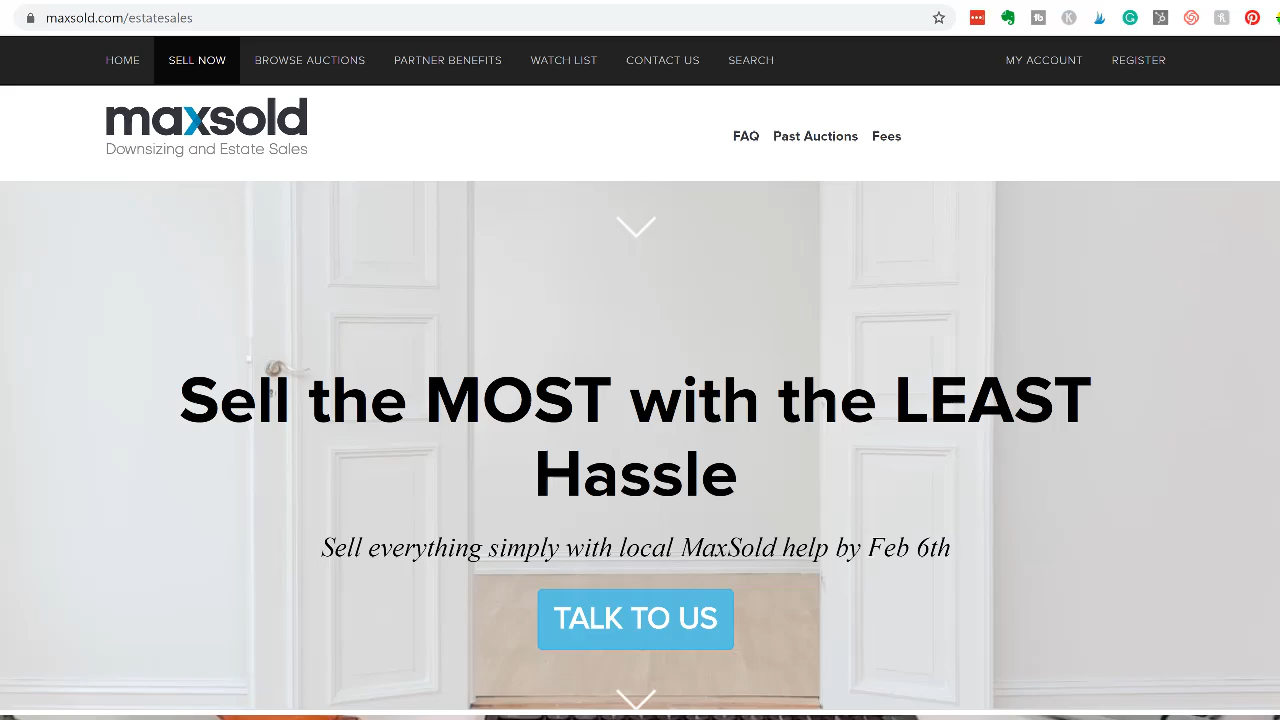 maxsold.com/estatesales
HOME SELL NOW BROWSE AUCTIONS PARTNER BENEFITS WATCH LIST CONTACT US SEARCH MY ACCOUNT REGISTER
maxsold
Downsizing and Estate Sales
FAQ Past Auctions Fees
Sell the MOST with the LEAST
Hassle
Sell everything simply with local MaxSold help by Feb 6th
TALK TO US